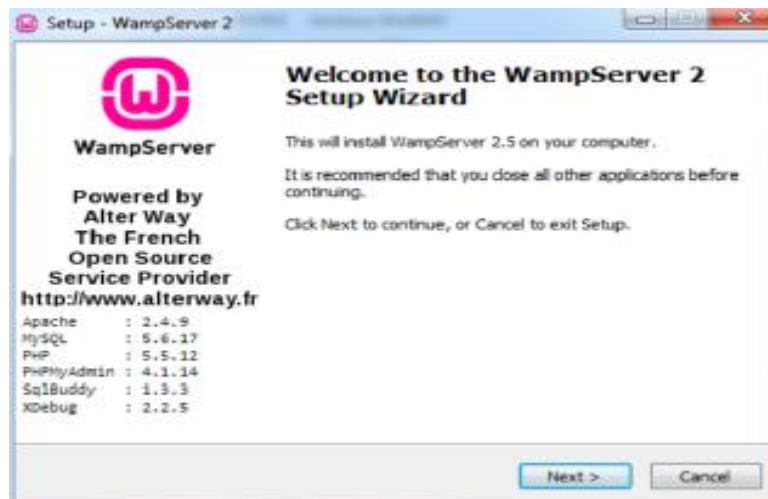 Setup - WampServer 2
WampServer
Powered by
Alter Way
The French
Open Source
Service Provider
http://www.alterway.fr
Apache : 2.4.9
MySQL : 5.6.17
PHP : 5.5.12
PHPMyAdmin : 4.1.14
SqlBuddy : 1.3.3
XDebug : 2.2.5
Welcome to the WampServer 2
Setup Wizard
This will install WampServer 2.5 on your computer.
It is recommended that you close all other applications before
continuing.
Click Next to continue, or Cancel to exit Setup.
Next >
Cancel